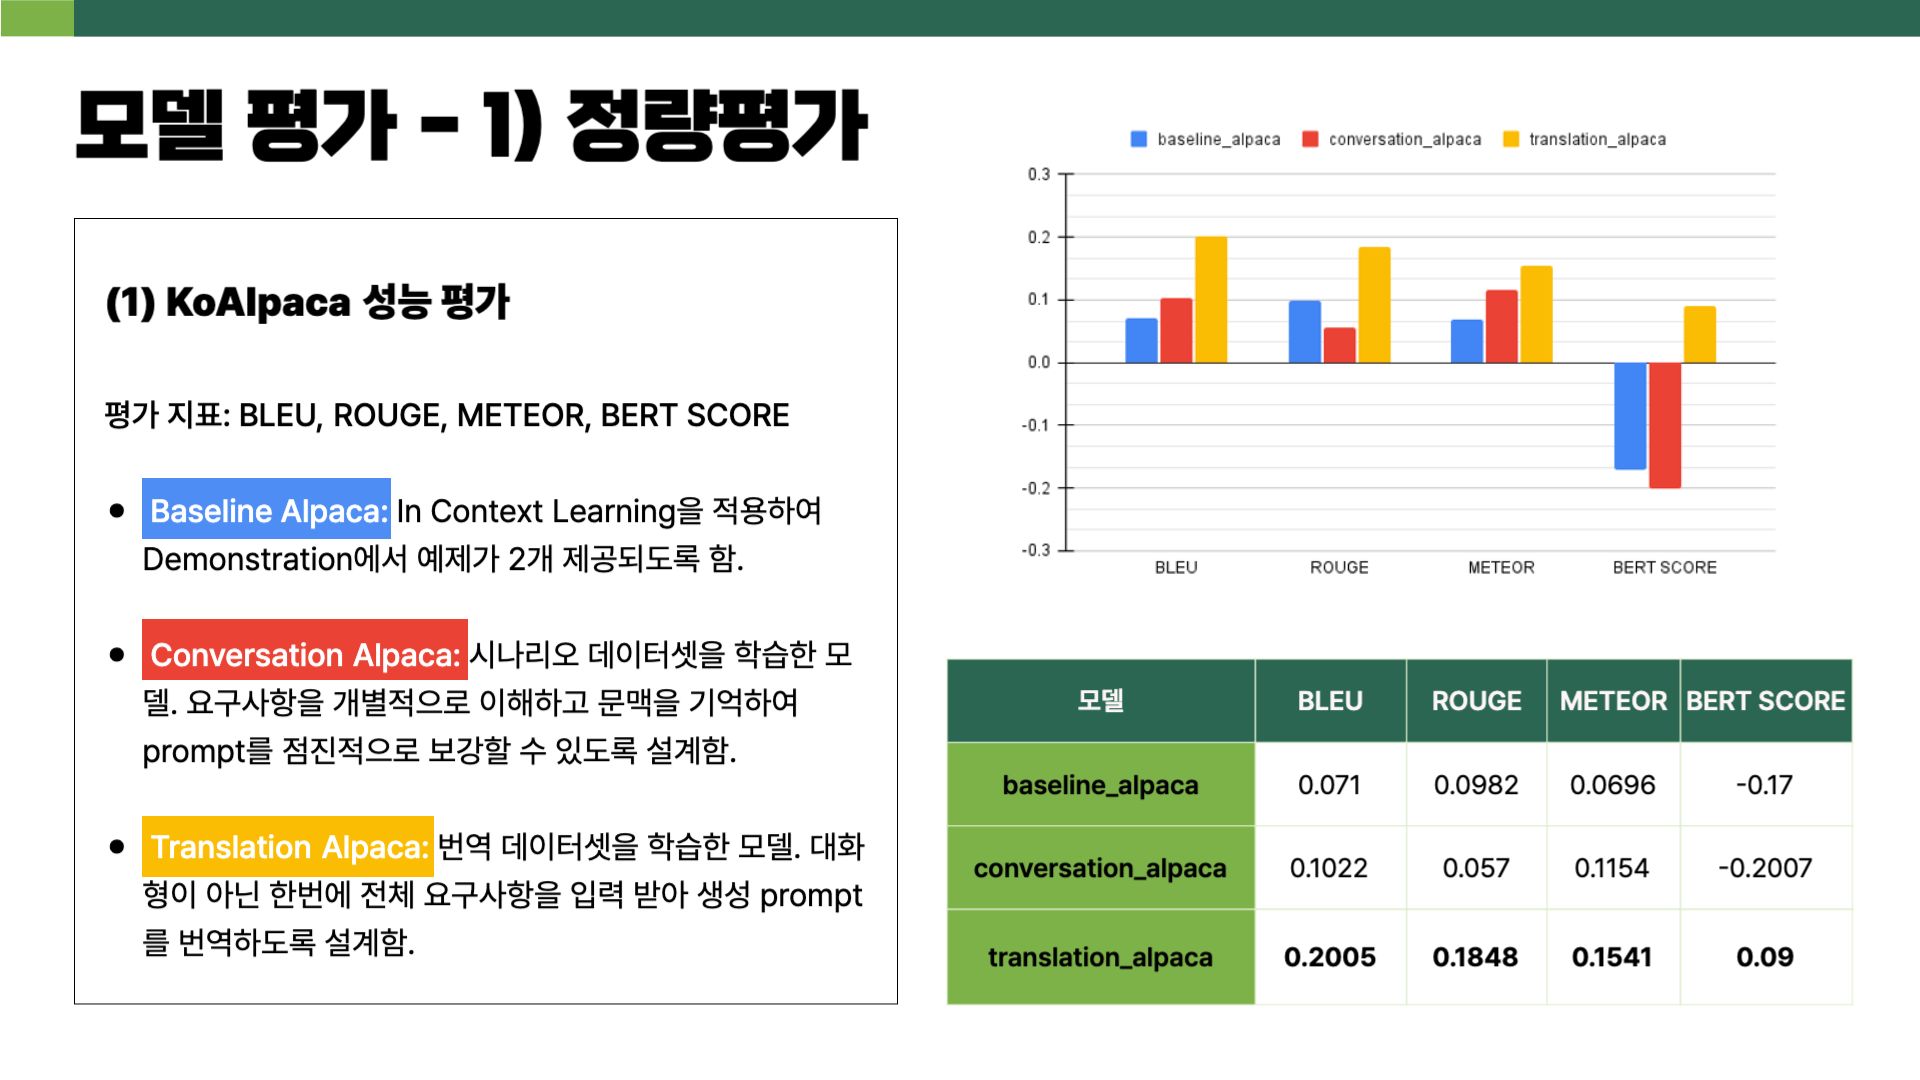 모델 평가 - 1) 정량평가
(1) KoAlpaca 성능 평가
평가 지표: BLEU, ROUGE, METEOR, BERT SCORE
● Baseline Alpaca: In Context Learning을 적용하여
Demonstration에서 예제가 2개 제공되도록 함.
● Conversation Alpaca: 시나리오 데이터셋을 학습한 모
델. 요구사항을 개별적으로 이해하고 문맥을 기억하여
prompt를 점진적으로 보강할 수 있도록 설계함.
● Translation Alpaca: 번역 데이터셋을 학습한 모델. 대화
형이 아닌 한번에 전체 요구사항을 입력 받아 생성 prompt
를 번역하도록 설계함.
baseline_alpaca conversation_alpaca translation_alpaca
0.3
0.2
0.1
0.0
-0.1
-0.2
-0.3
BLEU ROUGE METEOR BERT SCORE
모델 BLEU ROUGE METEOR BERT SCORE
baseline_alpaca 0.071 0.0982 0.0696 -0.17
conversation_alpaca 0.1022 0.057 0.1154 -0.2007
translation_alpaca 0.2005 0.1848 0.1541 0.09